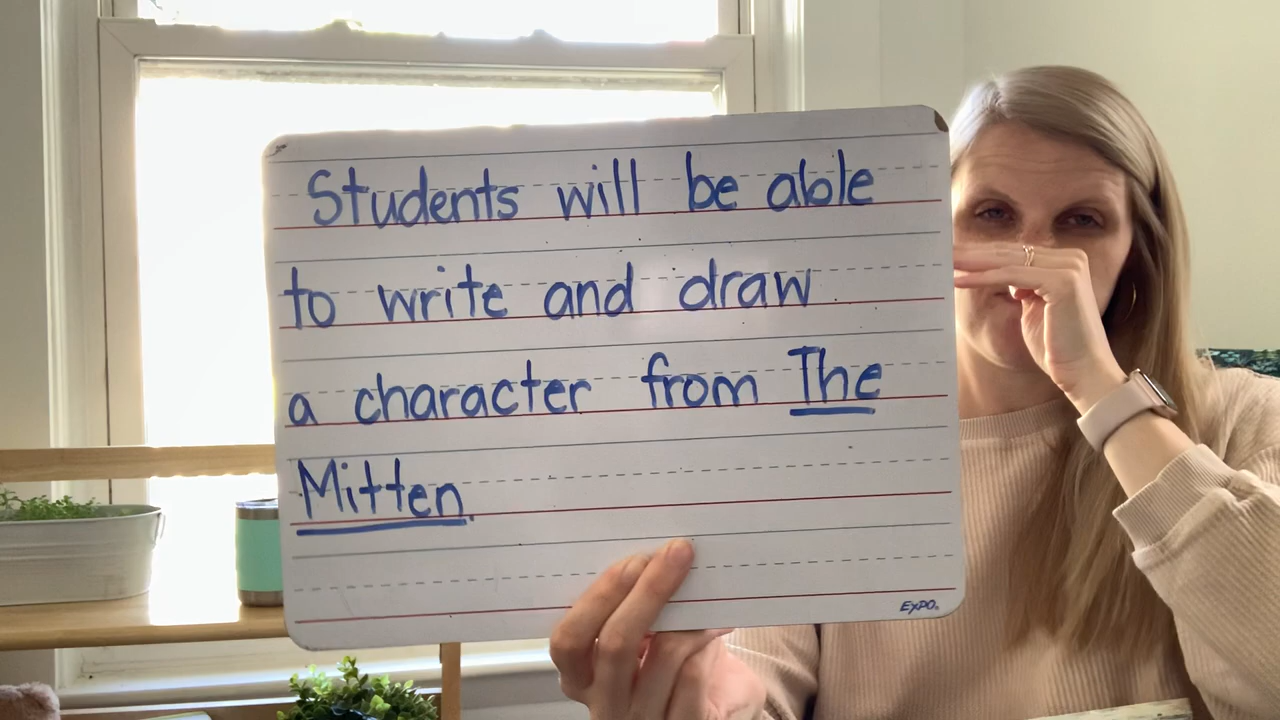 Students will be able
to write and draw
a character from The
Mitten.
EXPO.